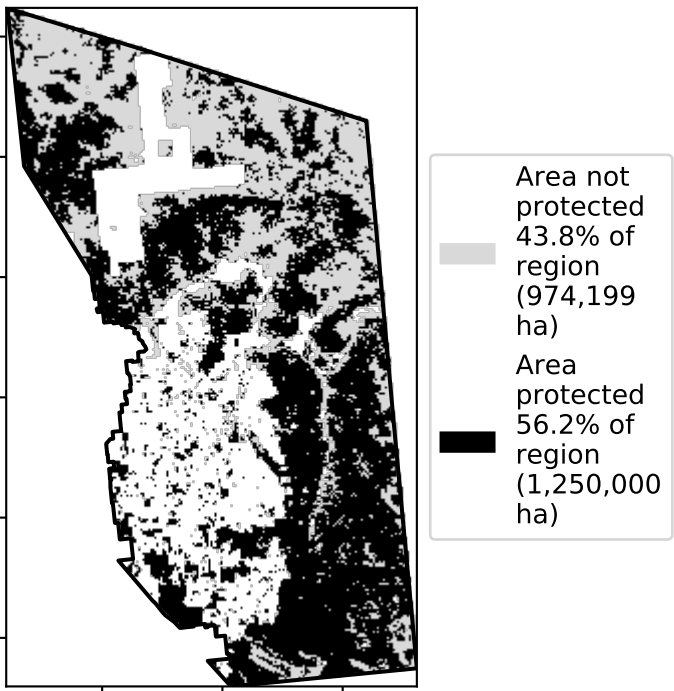 Area not
protected
43.8% of
region
(974,199
ha)
Area
protected
56.2% of
region
(1,250,000
ha)